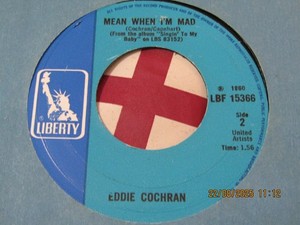 MEAN WHEN I'M MAD
(Cochran/Capehart)
(From the album "Singin' To My
Baby" on LBS 83152)
LIBERTY
℗ 1960
LBF 15366
Side
2
United
Artists
Time: 1.56
EDDIE COCHRAN
22/08/2023 11:12